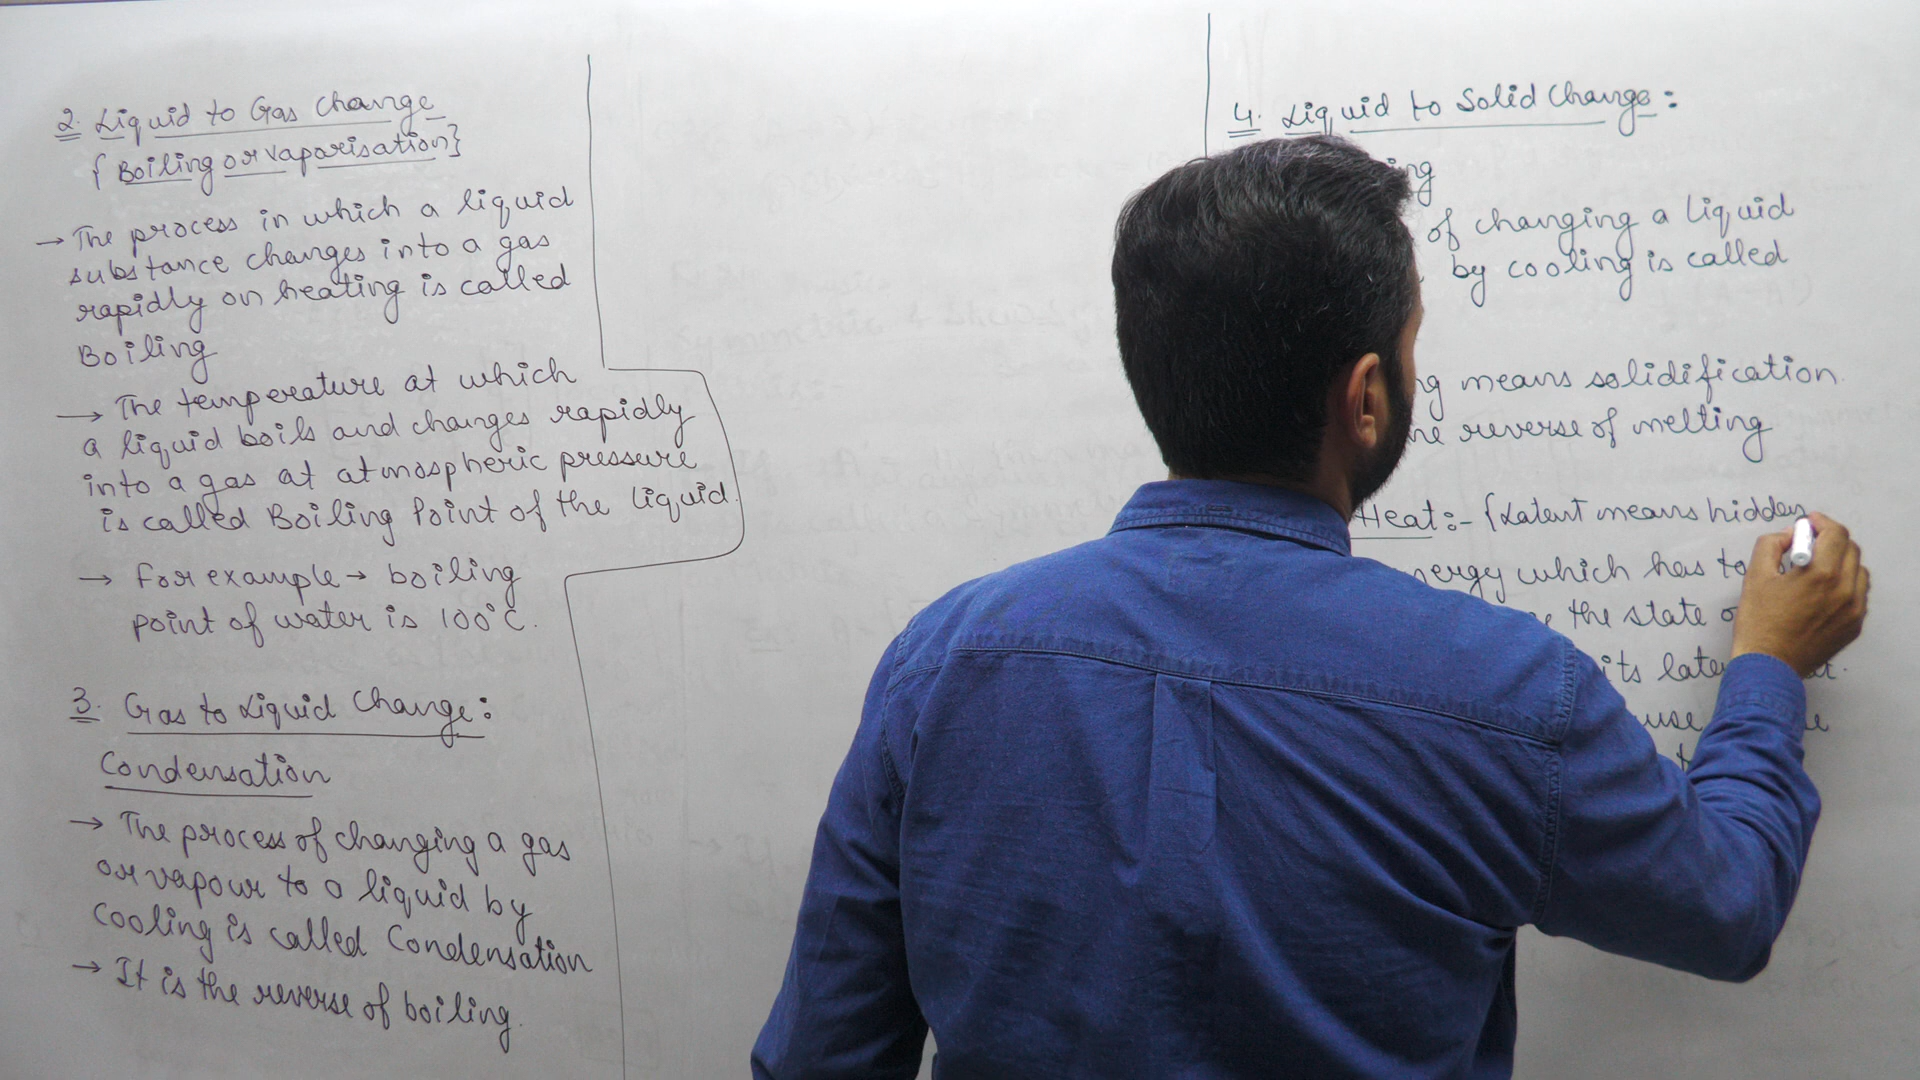 2. Liquid to Gas Change
{Boiling or vaporisation}
→ The process in which a liquid
substance changes into a gas
rapidly on heating is called
Boiling
→ The temperature at which
a liquid boils and changes rapidly
into a gas at atmospheric pressure
is called Boiling Point of the liquid.
→ For example → boiling
point of water is 100°C.
3. Gas to Liquid Change:
Condensation
→ The process of changing a gas
or vapour to a liquid by
cooling is called Condensation
→ It is the reverse of boiling.
4. Liquid to Solid Change:
of changing a liquid
by cooling is called
means solidification.
reverse of melting
Heat:- {Latent means hidden
which has to
the state
its